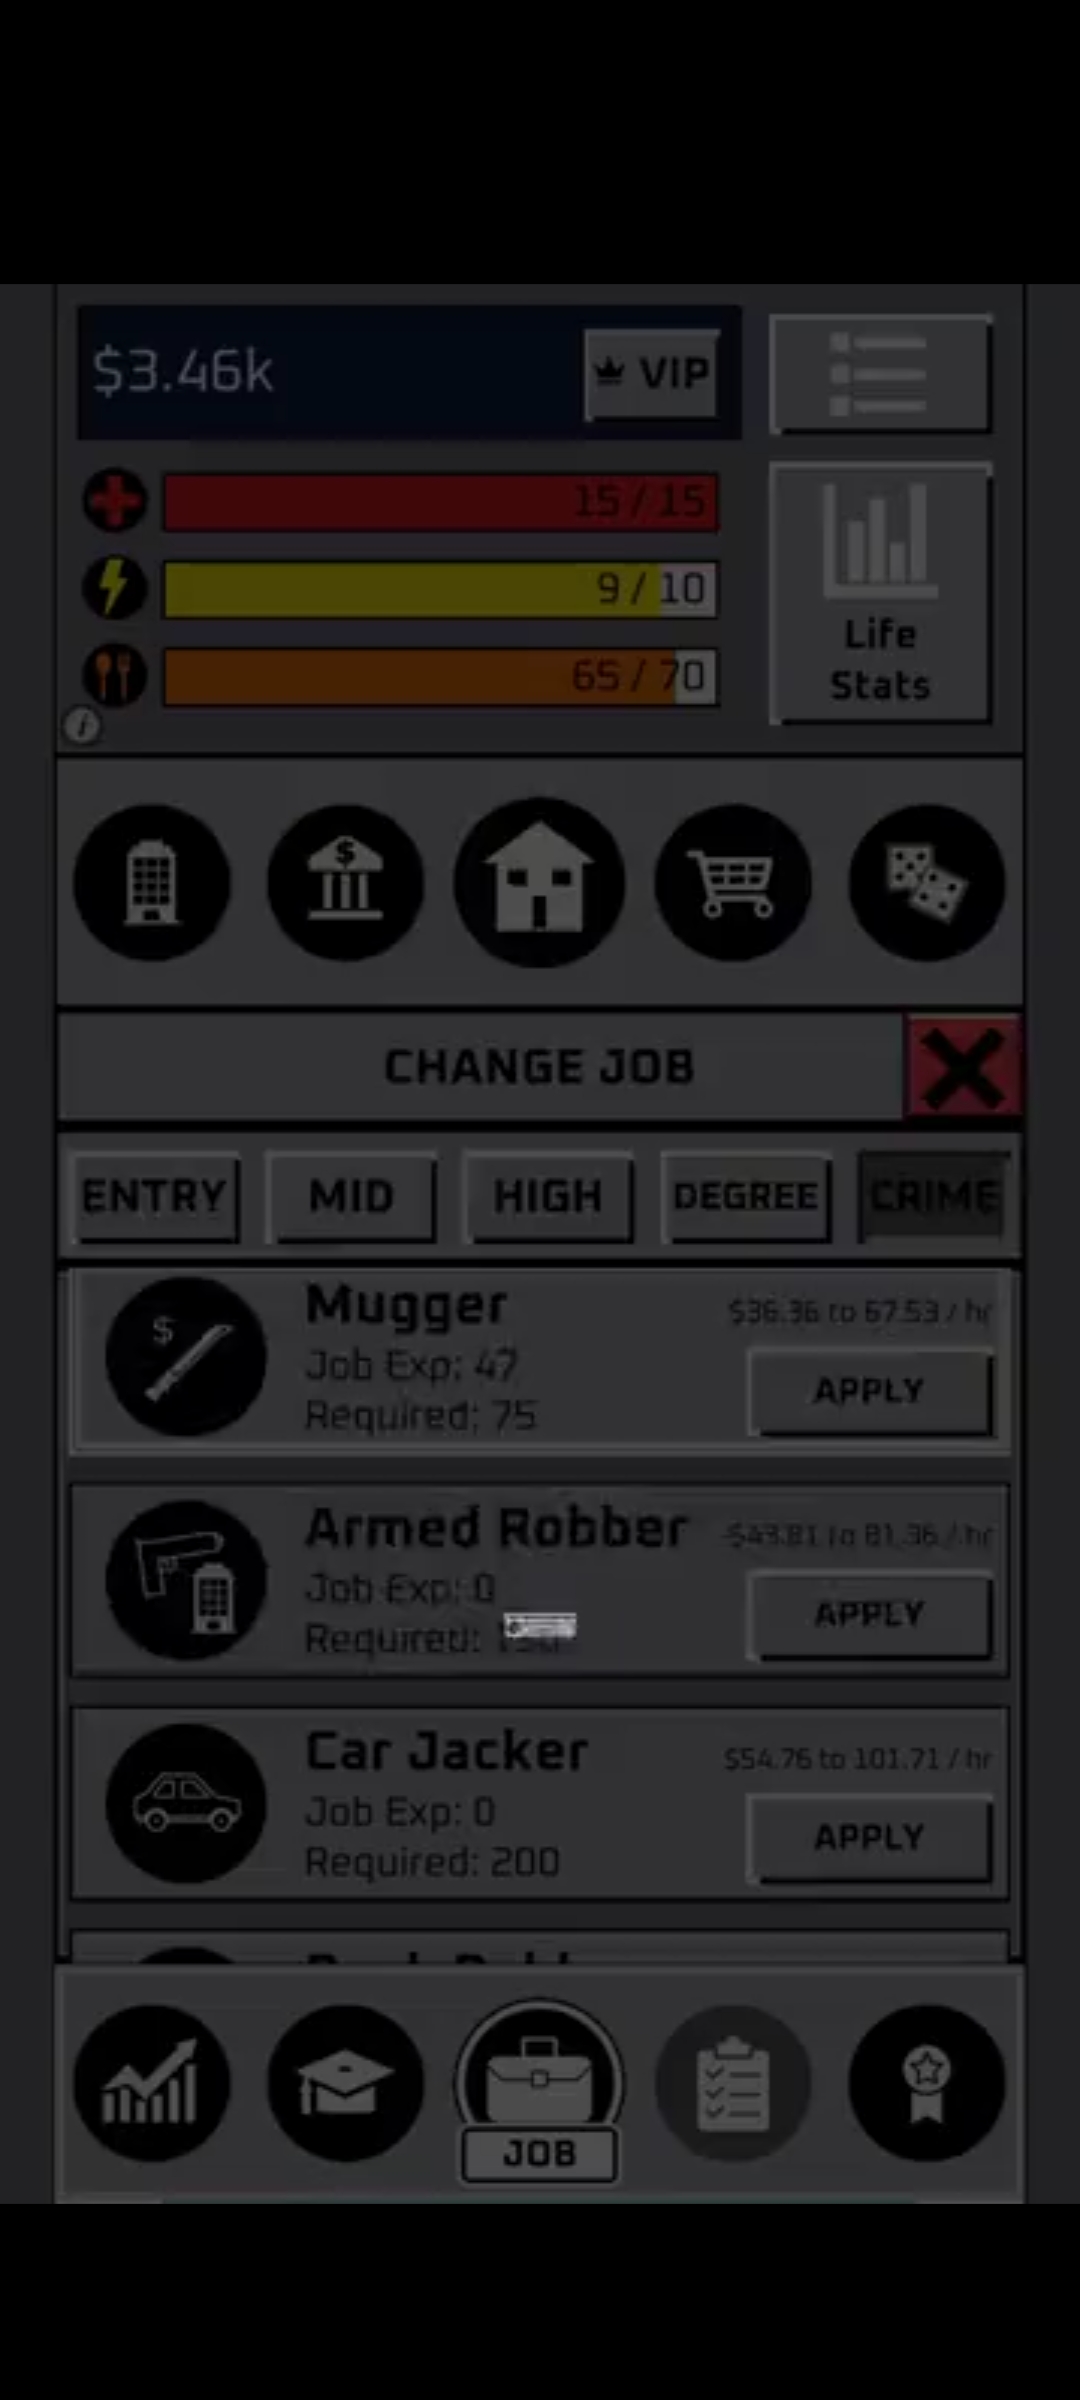 $3.46k
VIP
15 / 15
9 / 10
65 / 70
Life
Stats
CHANGE JOB
ENTRY
MID
HIGH
DEGREE
CRIME
Mugger
$36.36 to 67.53 / hr
Job Exp: 47
Required: 75
APPLY
Armed Robber
$43.81 to 81.36 / hr
Job Exp: 0
Required:
APPLY
Car Jacker
$54.76 to 101.71 / hr
Job Exp: 0
Required: 200
APPLY
JOB